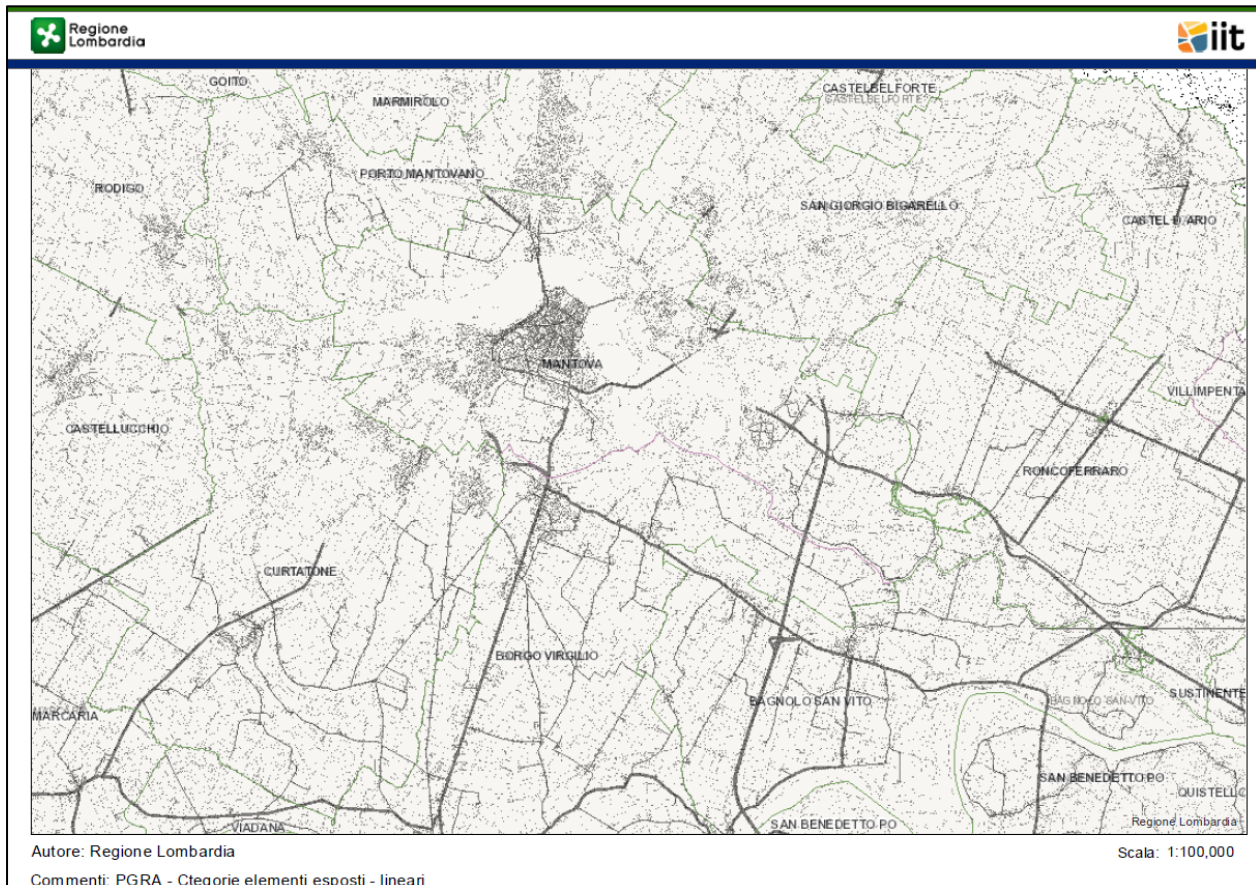 Regione
Lombardia
iit
GOITO
MARMIROLO
CASTELBELFORTE
CASTELBELFORTE
RODIGO
PORTO MANTOVANO
SAN GIORGIO BIGARELLO
CASTEL D'ARIO
MANTOVA
VILLIMPENTA
CASTELLUCCHIO
RONCOFERRARO
CURTATONE
BORGO VIRGILIO
MARCARIA
BAGNOLO SAN VITO
BAGNOLO SAN VITO
SUSTINENTE
SAN BENEDETTO PO
QUISTELLO
VIADANA
SAN BENEDETTO PO
Regione Lombardia
Autore: Regione Lombardia
Scala: 1:100,000
Commenti: PGRA - Ctegorie elementi esposti - lineari